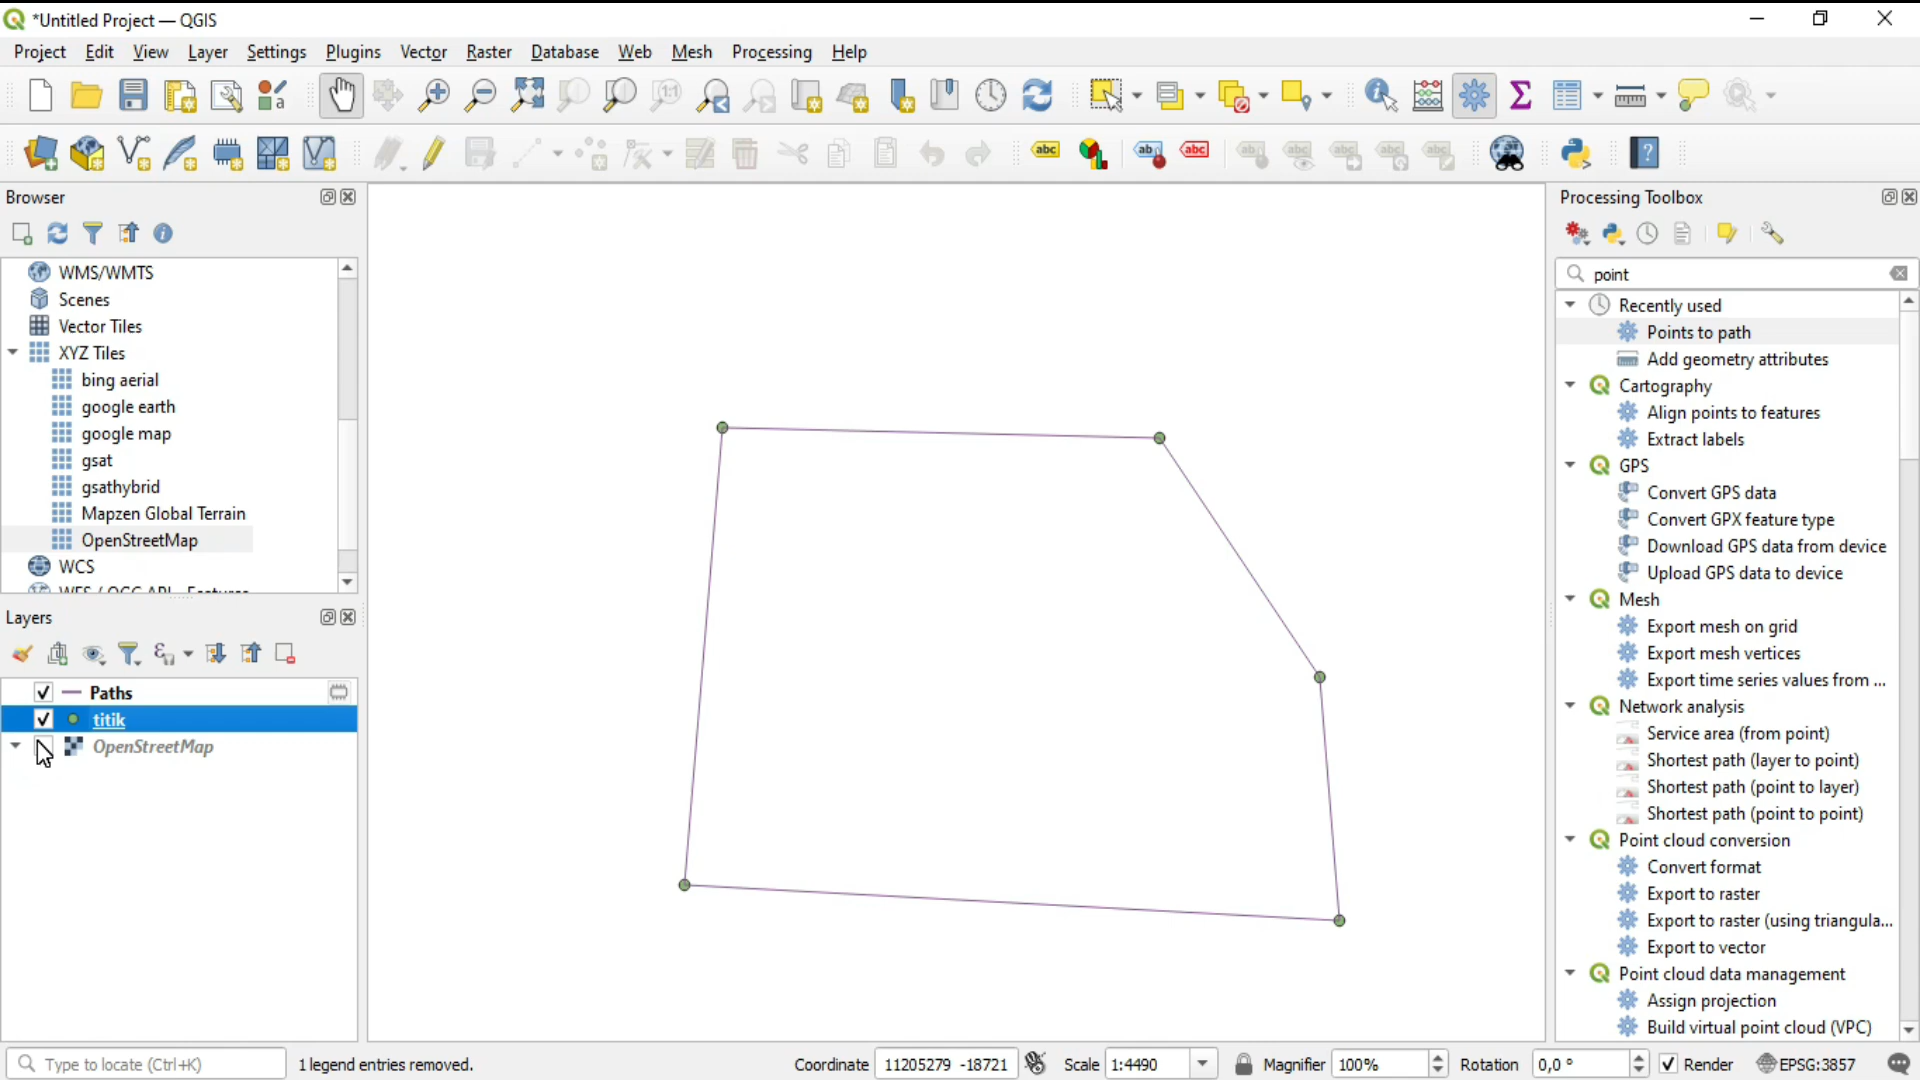 *Untitled Project — QGIS
Project Edit View Layer Settings Plugins Vector Raster Database Web Mesh Processing Help
Browser
WMS/WMTS
Scenes
Vector Tiles
XYZ Tiles
bing aerial
google earth
google map
gsat
gsathybrid
Mapzen Global Terrain
OpenStreetMap
WCS
Layers
Paths
titik
OpenStreetMap
Processing Toolbox
point
Recently used
Points to path
Add geometry attributes
Cartography
Align points to features
Extract labels
GPS
Convert GPS data
Convert GPX feature type
Download GPS data from device
Upload GPS data to device
Mesh
Export mesh on grid
Export mesh vertices
Export time series values from ...
Network analysis
Service area (from point)
Shortest path (layer to point)
Shortest path (point to layer)
Shortest path (point to point)
Point cloud conversion
Convert format
Export to raster
Export to raster (using triangula...
Export to vector
Point cloud data management
Assign projection
Build virtual point cloud (VPC)
Type to locate (Ctrl+K) 1 legend entries removed. Coordinate 11205279 -18721 Scale 1:4490 Magnifier 100% Rotation 0,0 ° Render EPSG:3857